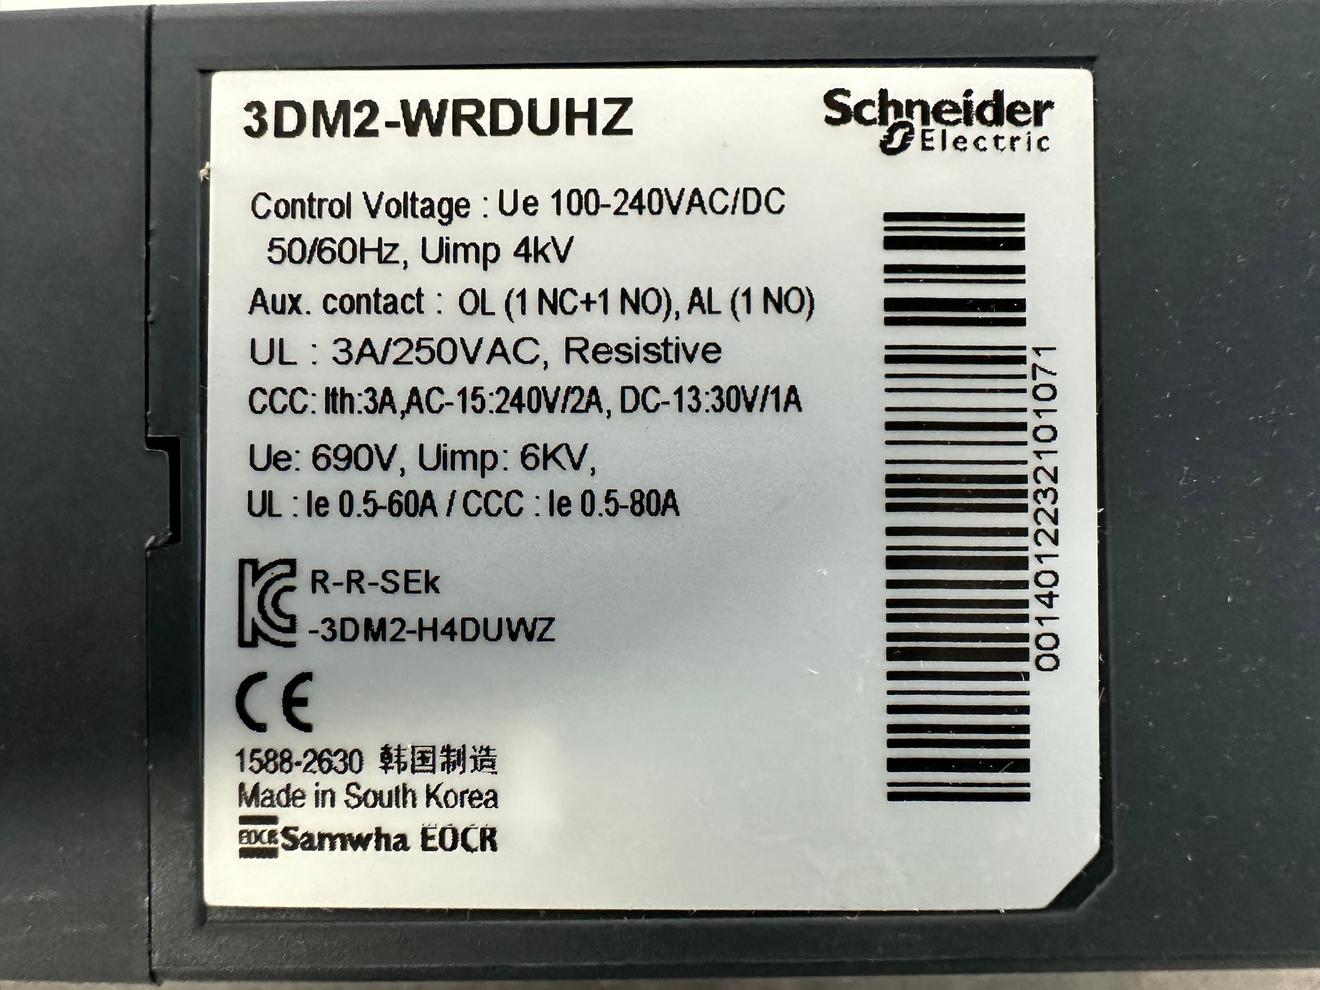 3DM2-WRDUHZ
Schneider
Electric
Control Voltage : Ue 100-240VAC/DC
50/60Hz, Uimp 4kV
Aux. contact : OL (1 NC+1 NO), AL (1 NO)
UL : 3A/250VAC, Resistive
CCC: Ith:3A,AC-15:240V/2A, DC-13:30V/1A
Ue: 690V, Uimp: 6KV,
UL : Ie 0.5-60A / CCC : Ie 0.5-80A
R-R-SEk
-3DM2-H4DUWZ
CE
1588-2630 韩国制造
Made in South Korea
EOCR Samwha EOCR
0014012232101071